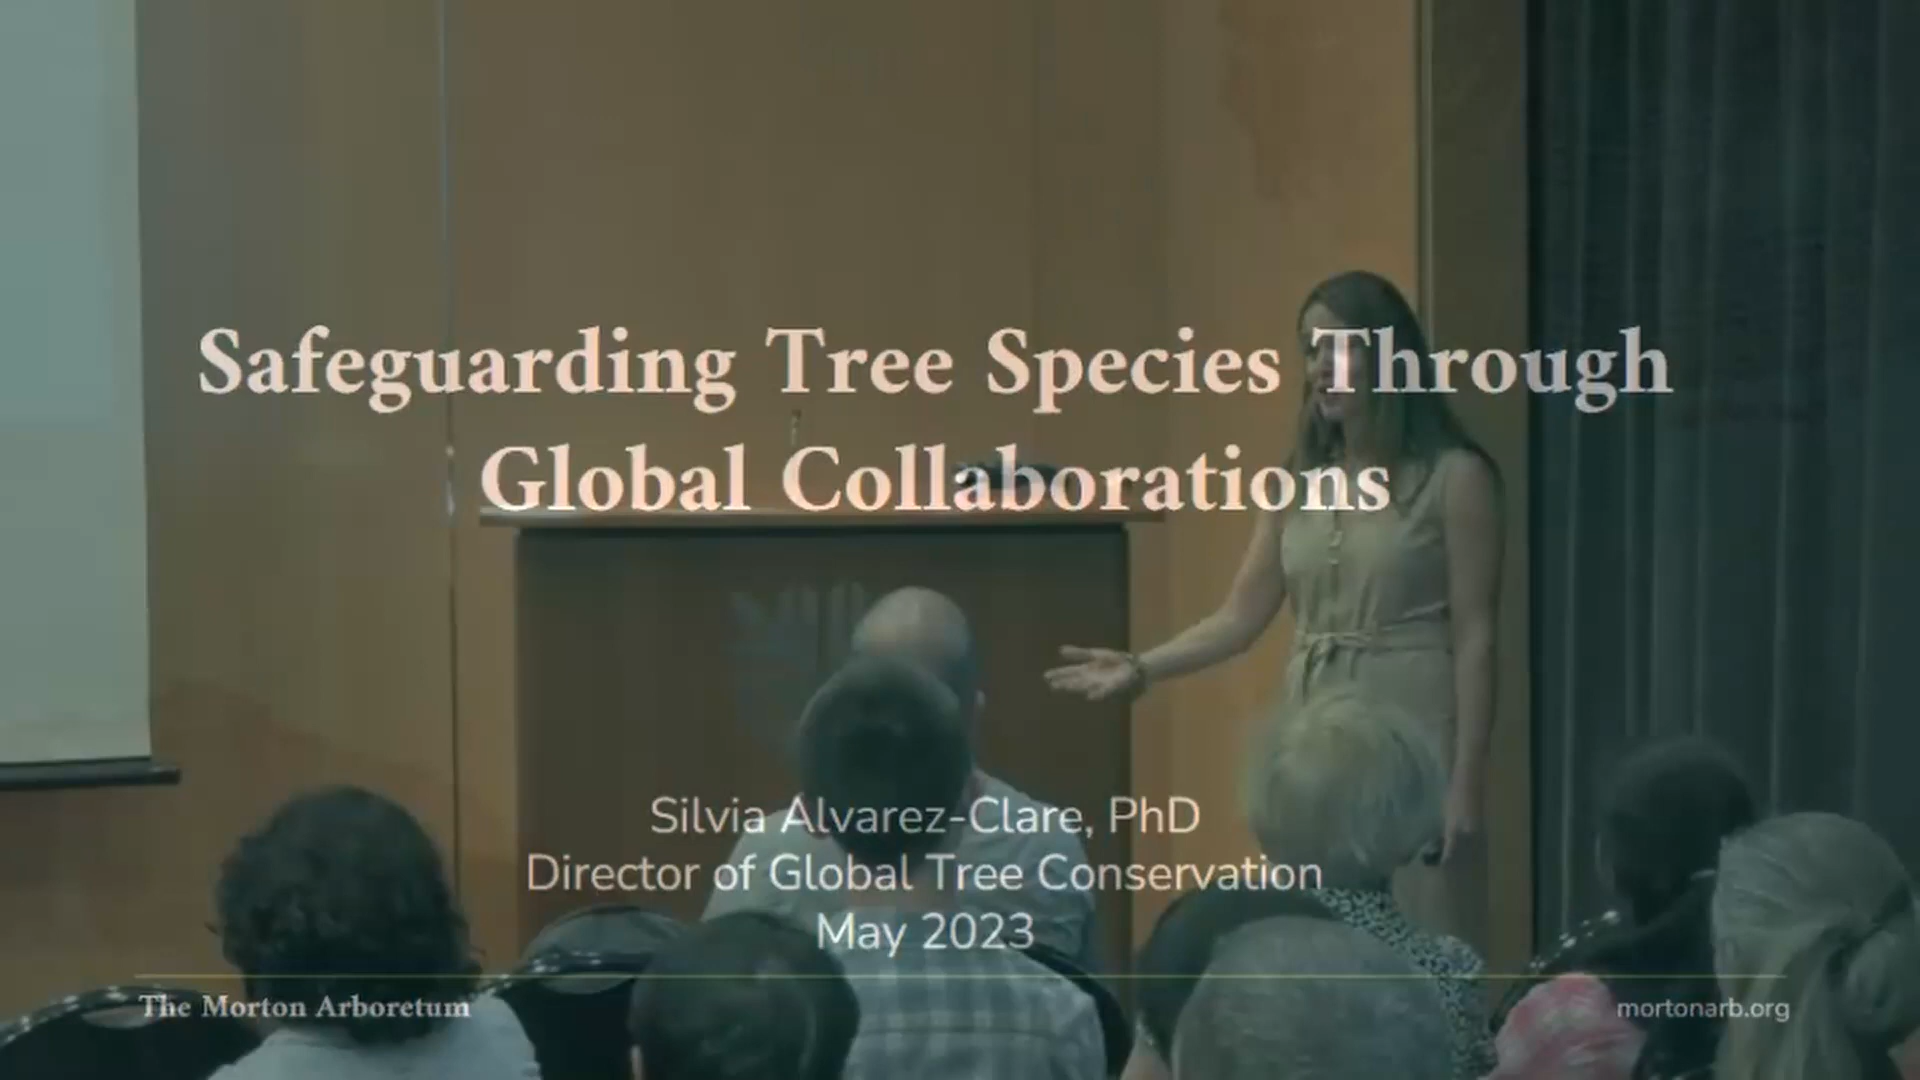 Safeguarding Tree Species Through
Global Collaborations
Silvia Alvarez-Clare, PhD
Director of Global Tree Conservation
May 2023
The Morton Arboretum
mortonarb.org